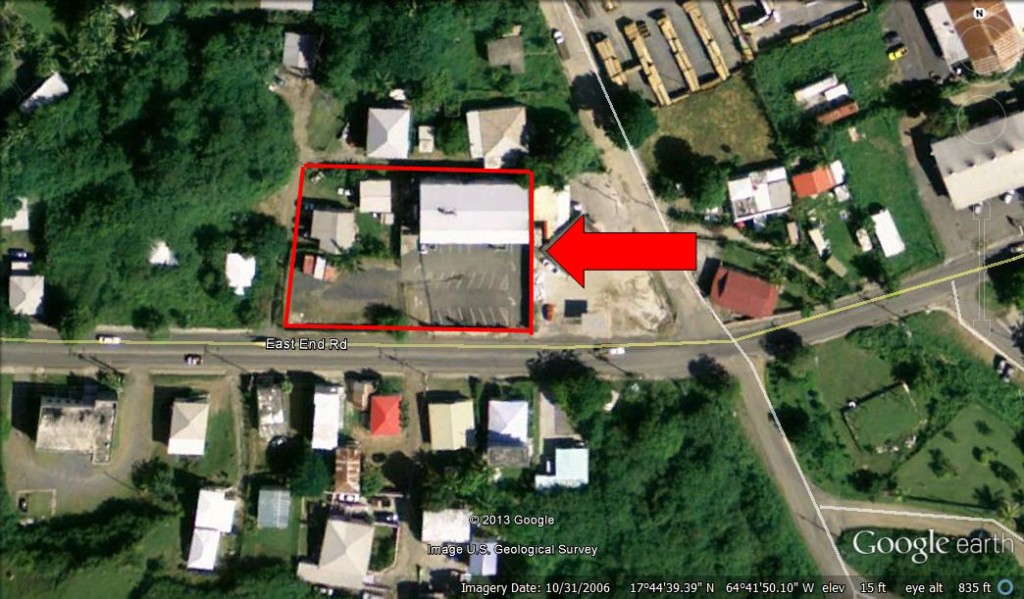 N
East End Rd
© 2013 Google
Image U.S. Geological Survey
Google earth
Imagery Date: 10/31/2006 17°44'39.39" N 64°41'50.10" W elev 15 ft eye alt 835 ft